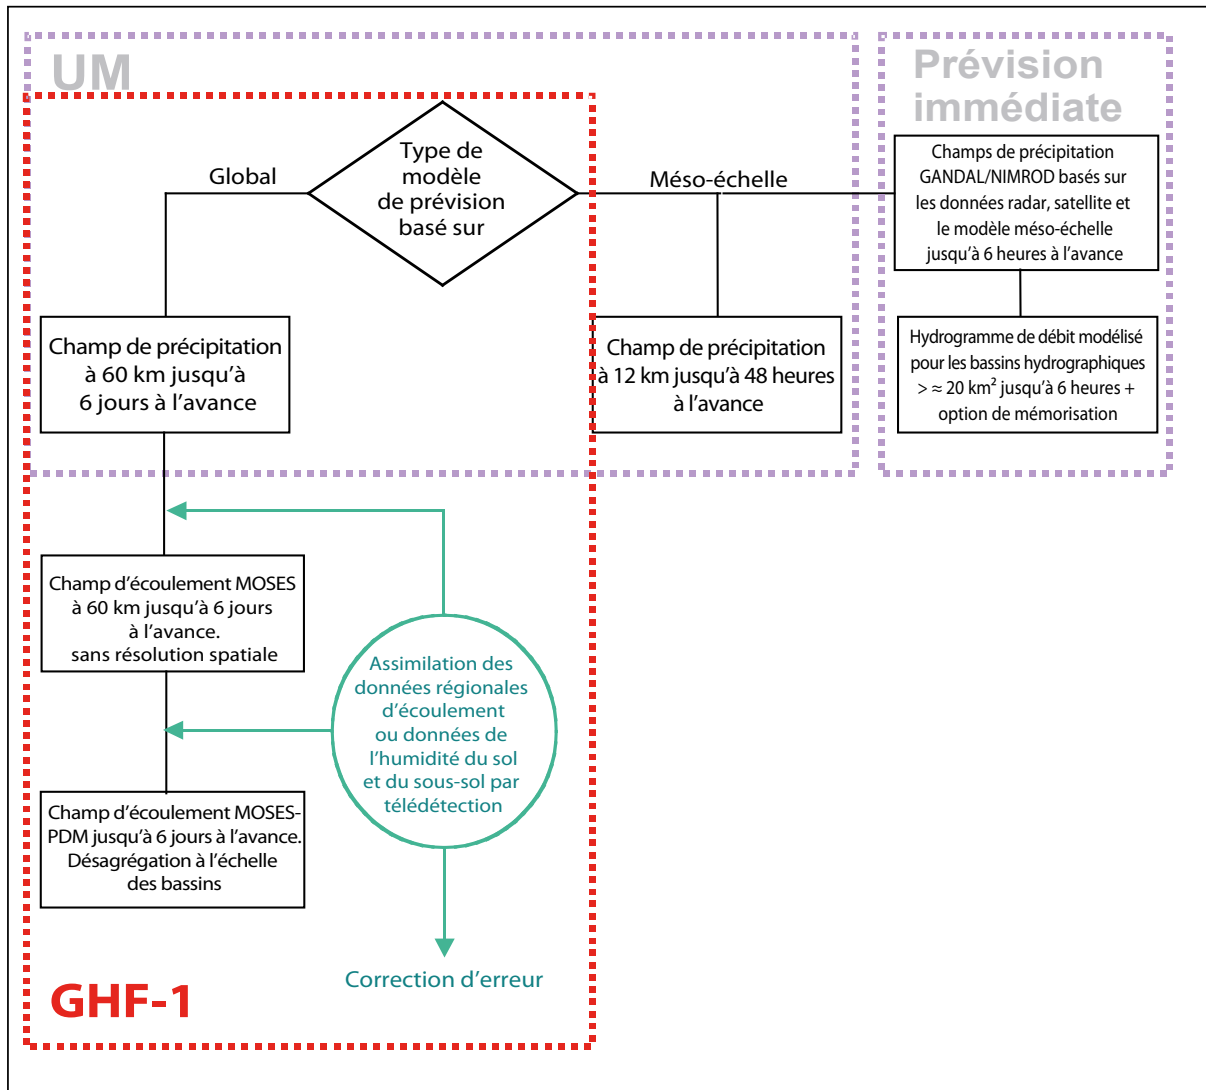 UM
Prévision
immédiate
Global
Type de
modèle
de prévision
basé sur
Méso-échelle
Champs de précipitation
GANDAL/NIMROD basés sur
les données radar, satellite et
le modèle méso-échelle
jusqu'à 6 heures à l'avance
Champ de précipitation
à 60 km jusqu'à
6 jours à l'avance
Champ de précipitation
à 12 km jusqu'à 48 heures
à l'avance
Hydrogramme de débit modélisé
pour les bassins hydrographiques
> ≈ 20 km² jusqu'à 6 heures +
option de mémorisation
Champ d'écoulement MOSES
à 60 km jusqu'à 6 jours
à l'avance.
sans résolution spatiale
Assimilation des
données régionales
d'écoulement
ou données de
l'humidité du sol
et du sous-sol par
télédétection
Champ d'écoulement MOSES-
PDM jusqu'à 6 jours à l'avance.
Désagrégation à l'échelle
des bassins
Correction d'erreur
GHF-1